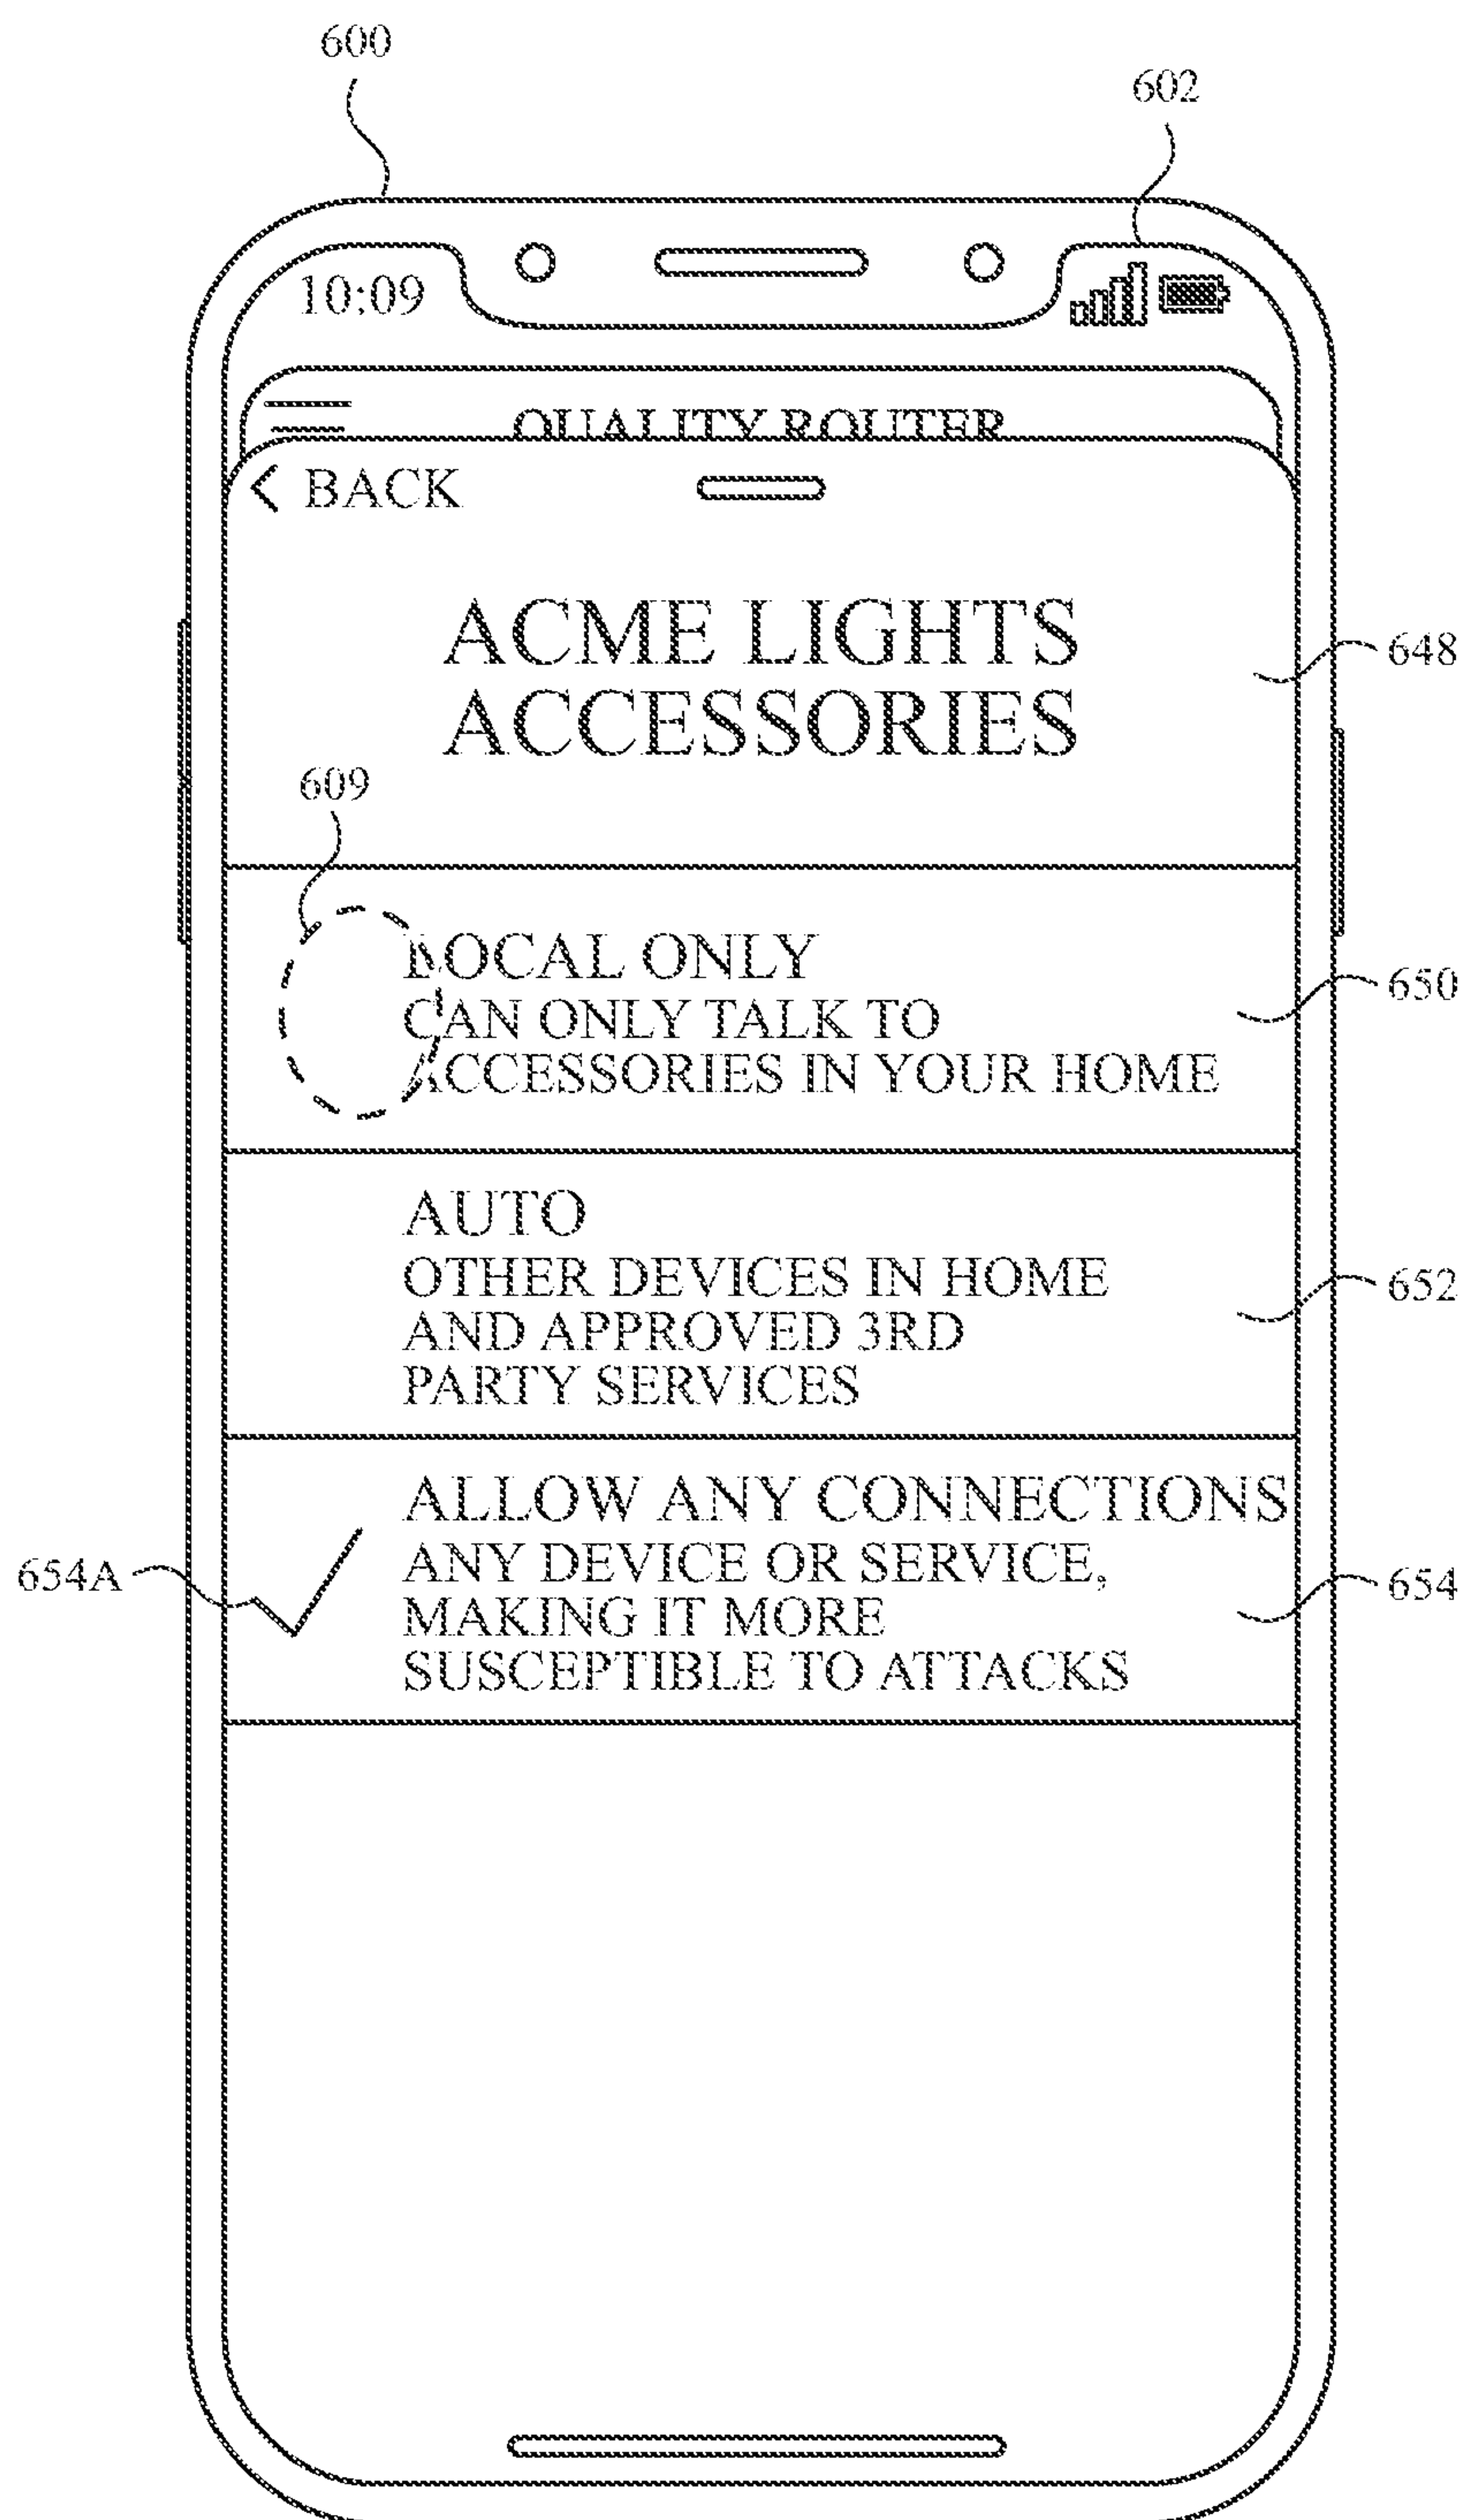 600
602
10:09
QUALITY ROUTER
BACK
ACME LIGHTS
ACCESSORIES
648
609
LOCAL ONLY
CAN ONLY TALK TO
ACCESSORIES IN YOUR HOME
650
AUTO
OTHER DEVICES IN HOME
AND APPROVED 3RD
PARTY SERVICES
652
ALLOW ANY CONNECTIONS
ANY DEVICE OR SERVICE,
MAKING IT MORE
SUSCEPTIBLE TO ATTACKS
654A
654